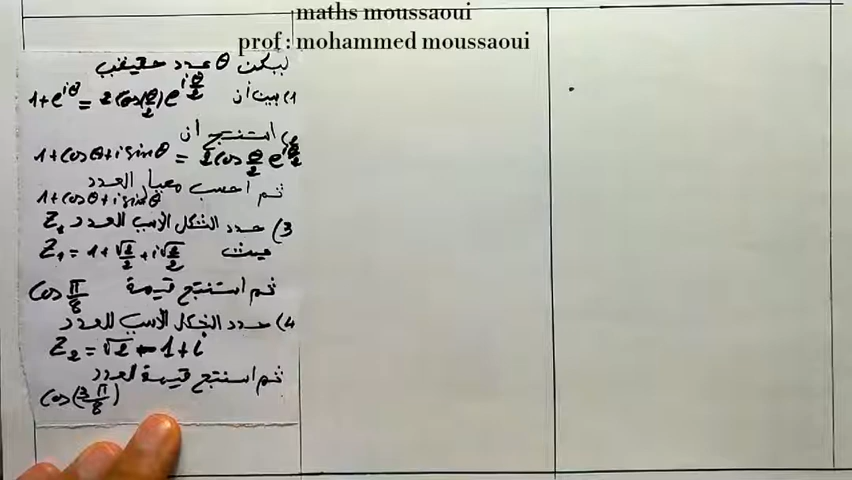 maths moussaoui
prof : mohammed moussaoui
ليكن θ عدد حقيقي
1) بين أن 1+e^{iθ} = 2cos(θ/2)e^{iθ/2}
2) استنتج أن
1+cosθ+isinθ = 2cos θ/2 e^{iθ/2}
ثم احسب معيار العدد
1+cosθ+isinθ
3) حدد الشكل الأسي للعدد Z₁
حيث Z₁ = 1+√2/2+i√2/2
ثم استنتج قيمة cos π/8
4) حدد الشكل الأسي للعدد
Z₂ = √2-1+i
ثم استنتج قيمة العدد
cos(3π/8)